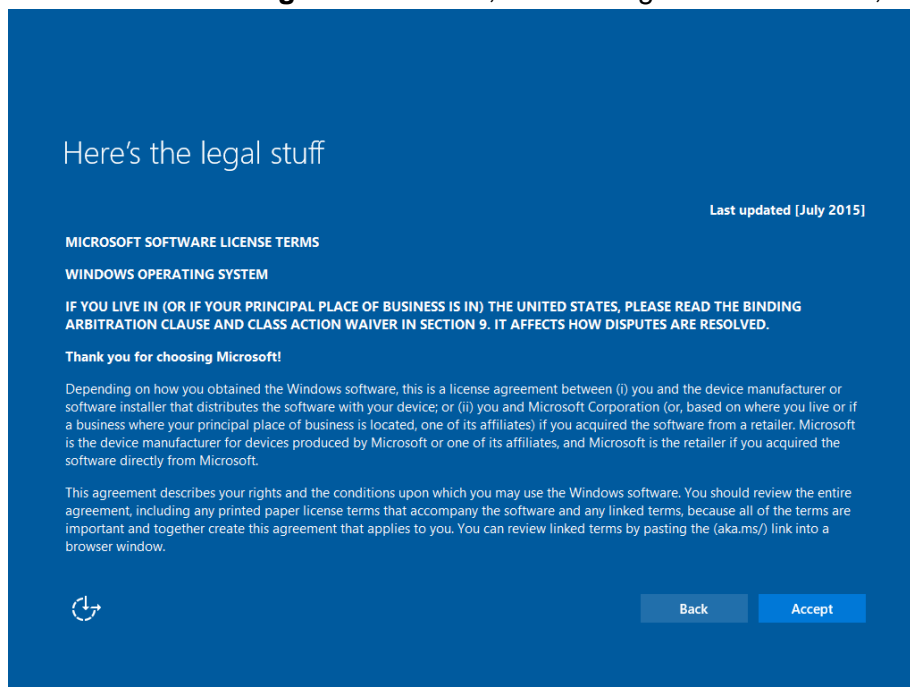 Here's the legal stuff
Last updated [July 2015]
MICROSOFT SOFTWARE LICENSE TERMS
WINDOWS OPERATING SYSTEM
IF YOU LIVE IN (OR IF YOUR PRINCIPAL PLACE OF BUSINESS IS IN) THE UNITED STATES, PLEASE READ THE BINDING
ARBITRATION CLAUSE AND CLASS ACTION WAIVER IN SECTION 9. IT AFFECTS HOW DISPUTES ARE RESOLVED.
Thank you for choosing Microsoft!
Depending on how you obtained the Windows software, this is a license agreement between (i) you and the device manufacturer or
software installer that distributes the software with your device; or (ii) you and Microsoft Corporation (or, based on where you live or if
a business where your principal place of business is located, one of its affiliates) if you acquired the software from a retailer. Microsoft
is the device manufacturer for devices produced by Microsoft or one of its affiliates, and Microsoft is the retailer if you acquired the
software directly from Microsoft.
This agreement describes your rights and the conditions upon which you may use the Windows software. You should review the entire
agreement, including any printed paper license terms that accompany the software and any linked terms, because all of the terms are
important and together create this agreement that applies to you. You can review linked terms by pasting the (aka.ms/) link into a
browser window.
Back
Accept